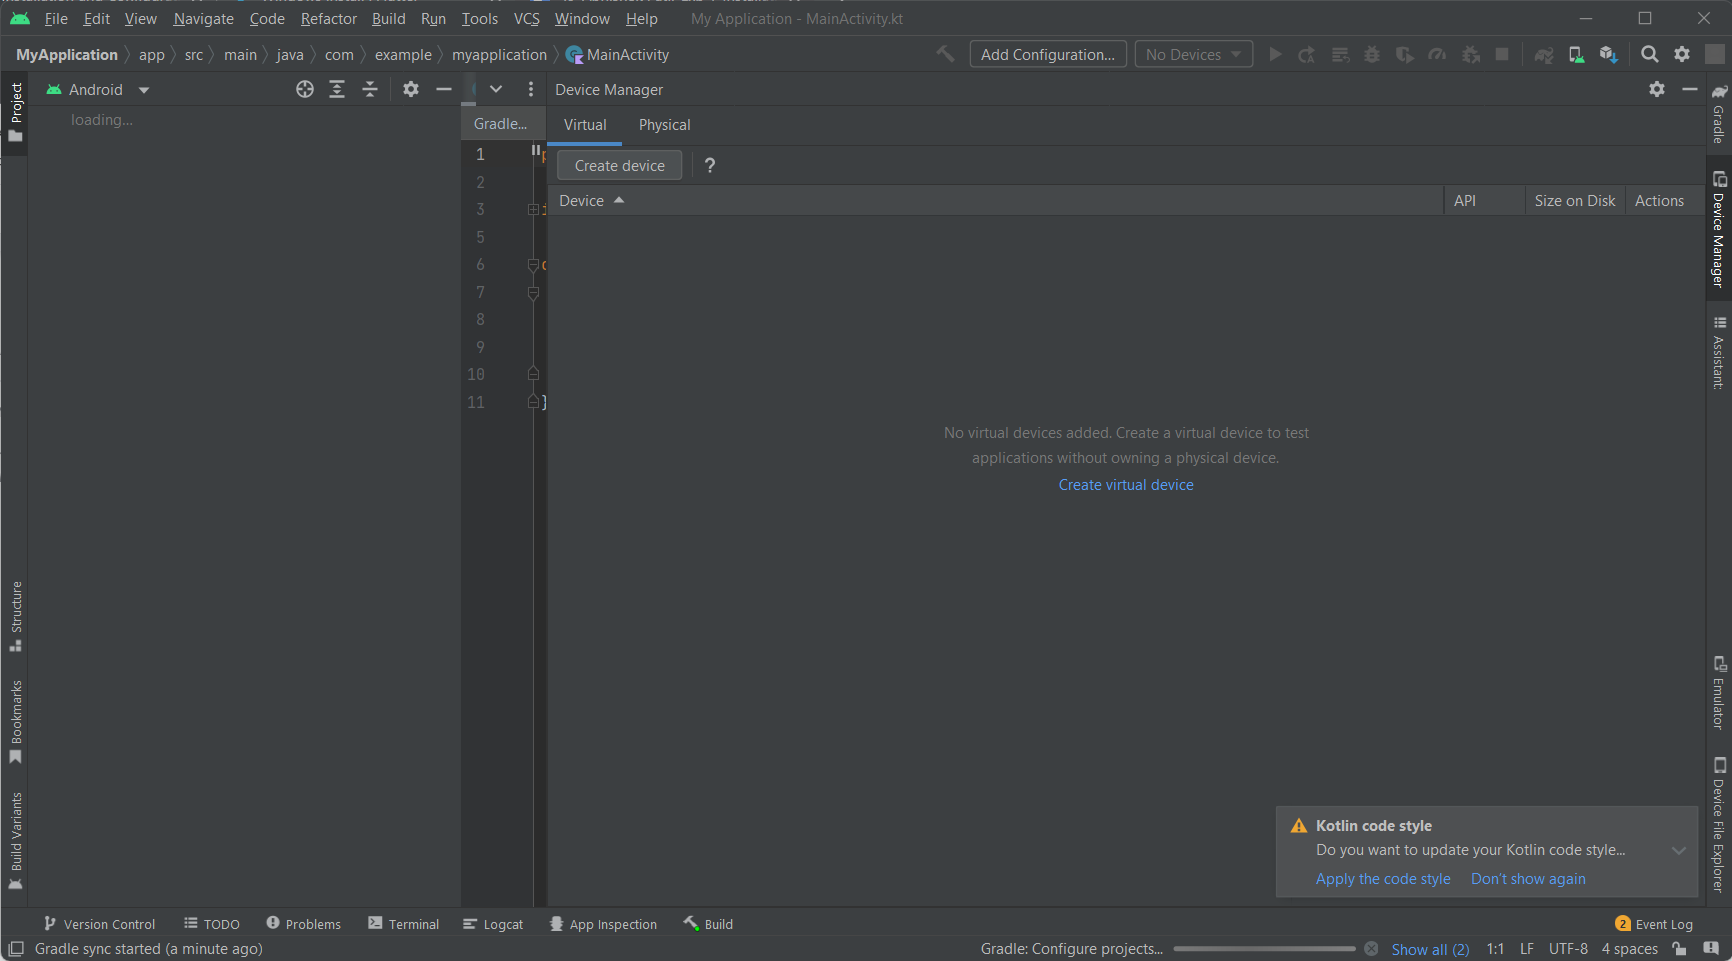 File Edit View Navigate Code Refactor Build Run Tools VCS Window Help My Application - MainActivity.kt
MyApplication app src main java com example myapplication MainActivity Add Configuration... No Devices
Project
Android
loading...
Gradle...
1
2
3
5
6
7
8
9
10
11
}
Device Manager
Virtual Physical
Create device ?
Device API Size on Disk Actions
No virtual devices added. Create a virtual device to test
applications without owning a physical device.
Create virtual device
Gradle
Device Manager
Assistant:
Emulator
Device File Explorer
Structure
Bookmarks
Build Variants
Kotlin code style
Do you want to update your Kotlin code style...
Apply the code style Don't show again
Version Control TODO Problems Terminal Logcat App Inspection Build 2 Event Log
Gradle sync started (a minute ago) Gradle: Configure projects... Show all (2) 1:1 LF UTF-8 4 spaces